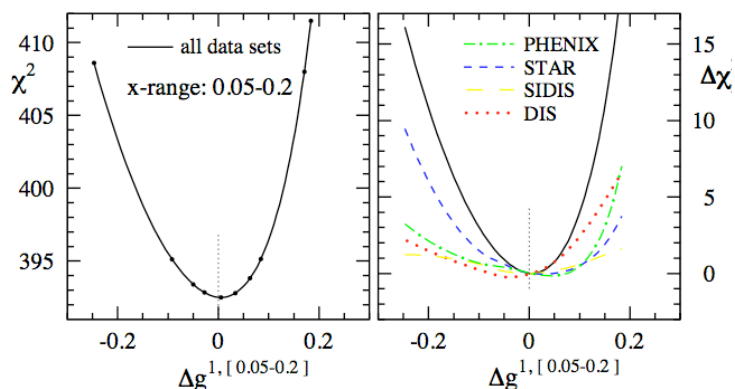 410
χ²
405
400
395
all data sets
x-range: 0.05-0.2
-0.2
0
0.2
Δg¹, [ 0.05-0.2 ]
PHENIX
STAR
SIDIS
DIS
15
Δχ²
10
5
0
-0.2
0
0.2
Δg¹, [ 0.05-0.2 ]